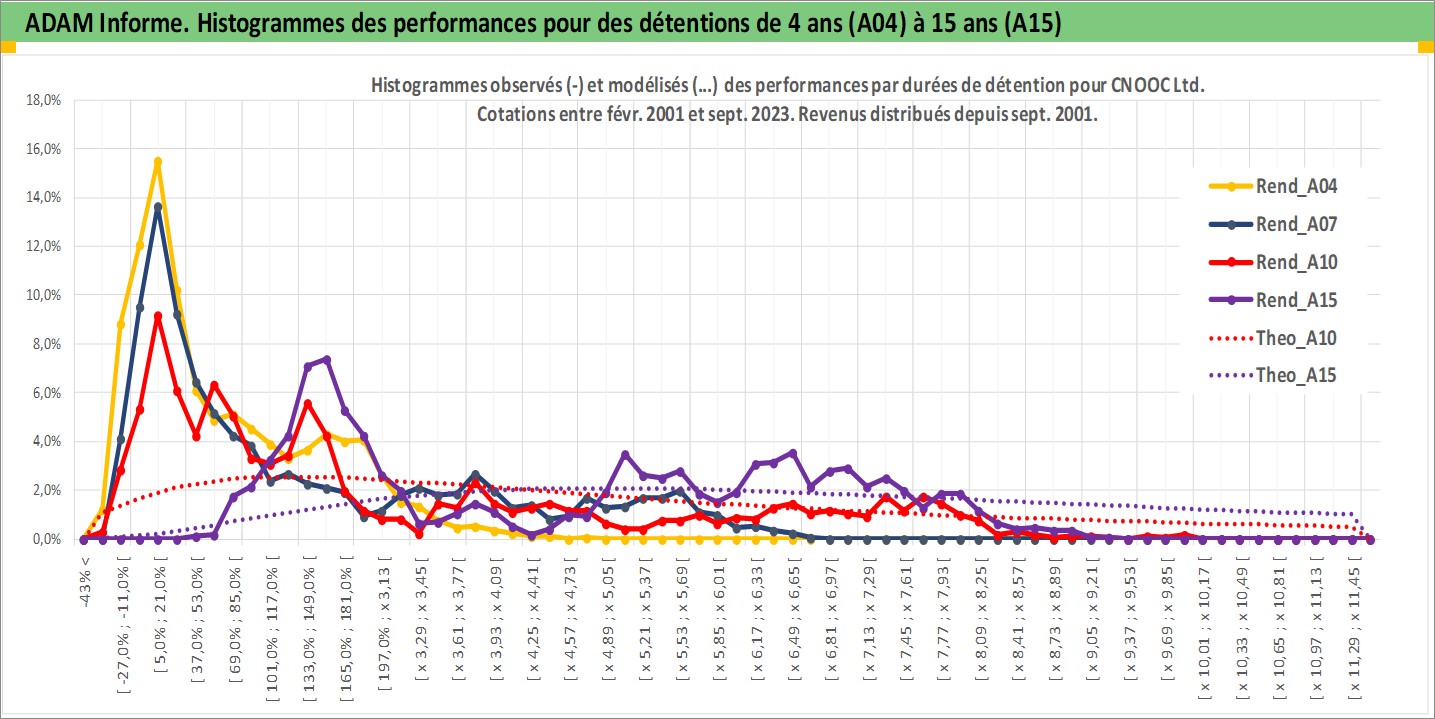 ADAM Informe. Histogrammes des performances pour des détentions de 4 ans (A04) à 15 ans (A15)
Histogrammes observés (-) et modélisés (...) des performances par durées de détention pour CNOOC Ltd.
Cotations entre févr. 2001 et sept. 2023. Revenus distribués depuis sept. 2001.
18,0%
16,0%
14,0%
12,0%
10,0%
8,0%
6,0%
4,0%
2,0%
0,0%
Rend_A04
Rend_A07
Rend_A10
Rend_A15
Theo_A10
Theo_A15
-43% <
[ -27,0% ; -11,0% [
[ 5,0% ; 21,0% [
[ 37,0% ; 53,0% [
[ 69,0% ; 85,0% [
[ 101,0% ; 117,0% [
[ 133,0% ; 149,0% [
[ 165,0% ; 181,0% [
[ 197,0% ; x 3,13 [
[ x 3,29 ; x 3,45 [
[ x 3,61 ; x 3,77 [
[ x 3,93 ; x 4,09 [
[ x 4,25 ; x 4,41 [
[ x 4,57 ; x 4,73 [
[ x 4,89 ; x 5,05 [
[ x 5,21 ; x 5,37 [
[ x 5,53 ; x 5,69 [
[ x 5,85 ; x 6,01 [
[ x 6,17 ; x 6,33 [
[ x 6,49 ; x 6,65 [
[ x 6,81 ; x 6,97 [
[ x 7,13 ; x 7,29 [
[ x 7,45 ; x 7,61 [
[ x 7,77 ; x 7,93 [
[ x 8,09 ; x 8,25 [
[ x 8,41 ; x 8,57 [
[ x 8,73 ; x 8,89 [
[ x 9,05 ; x 9,21 [
[ x 9,37 ; x 9,53 [
[ x 9,69 ; x 9,85 [
[ x 10,01 ; x 10,17 [
[ x 10,33 ; x 10,49 [
[ x 10,65 ; x 10,81 [
[ x 10,97 ; x 11,13 [
[ x 11,29 ; x 11,45 [